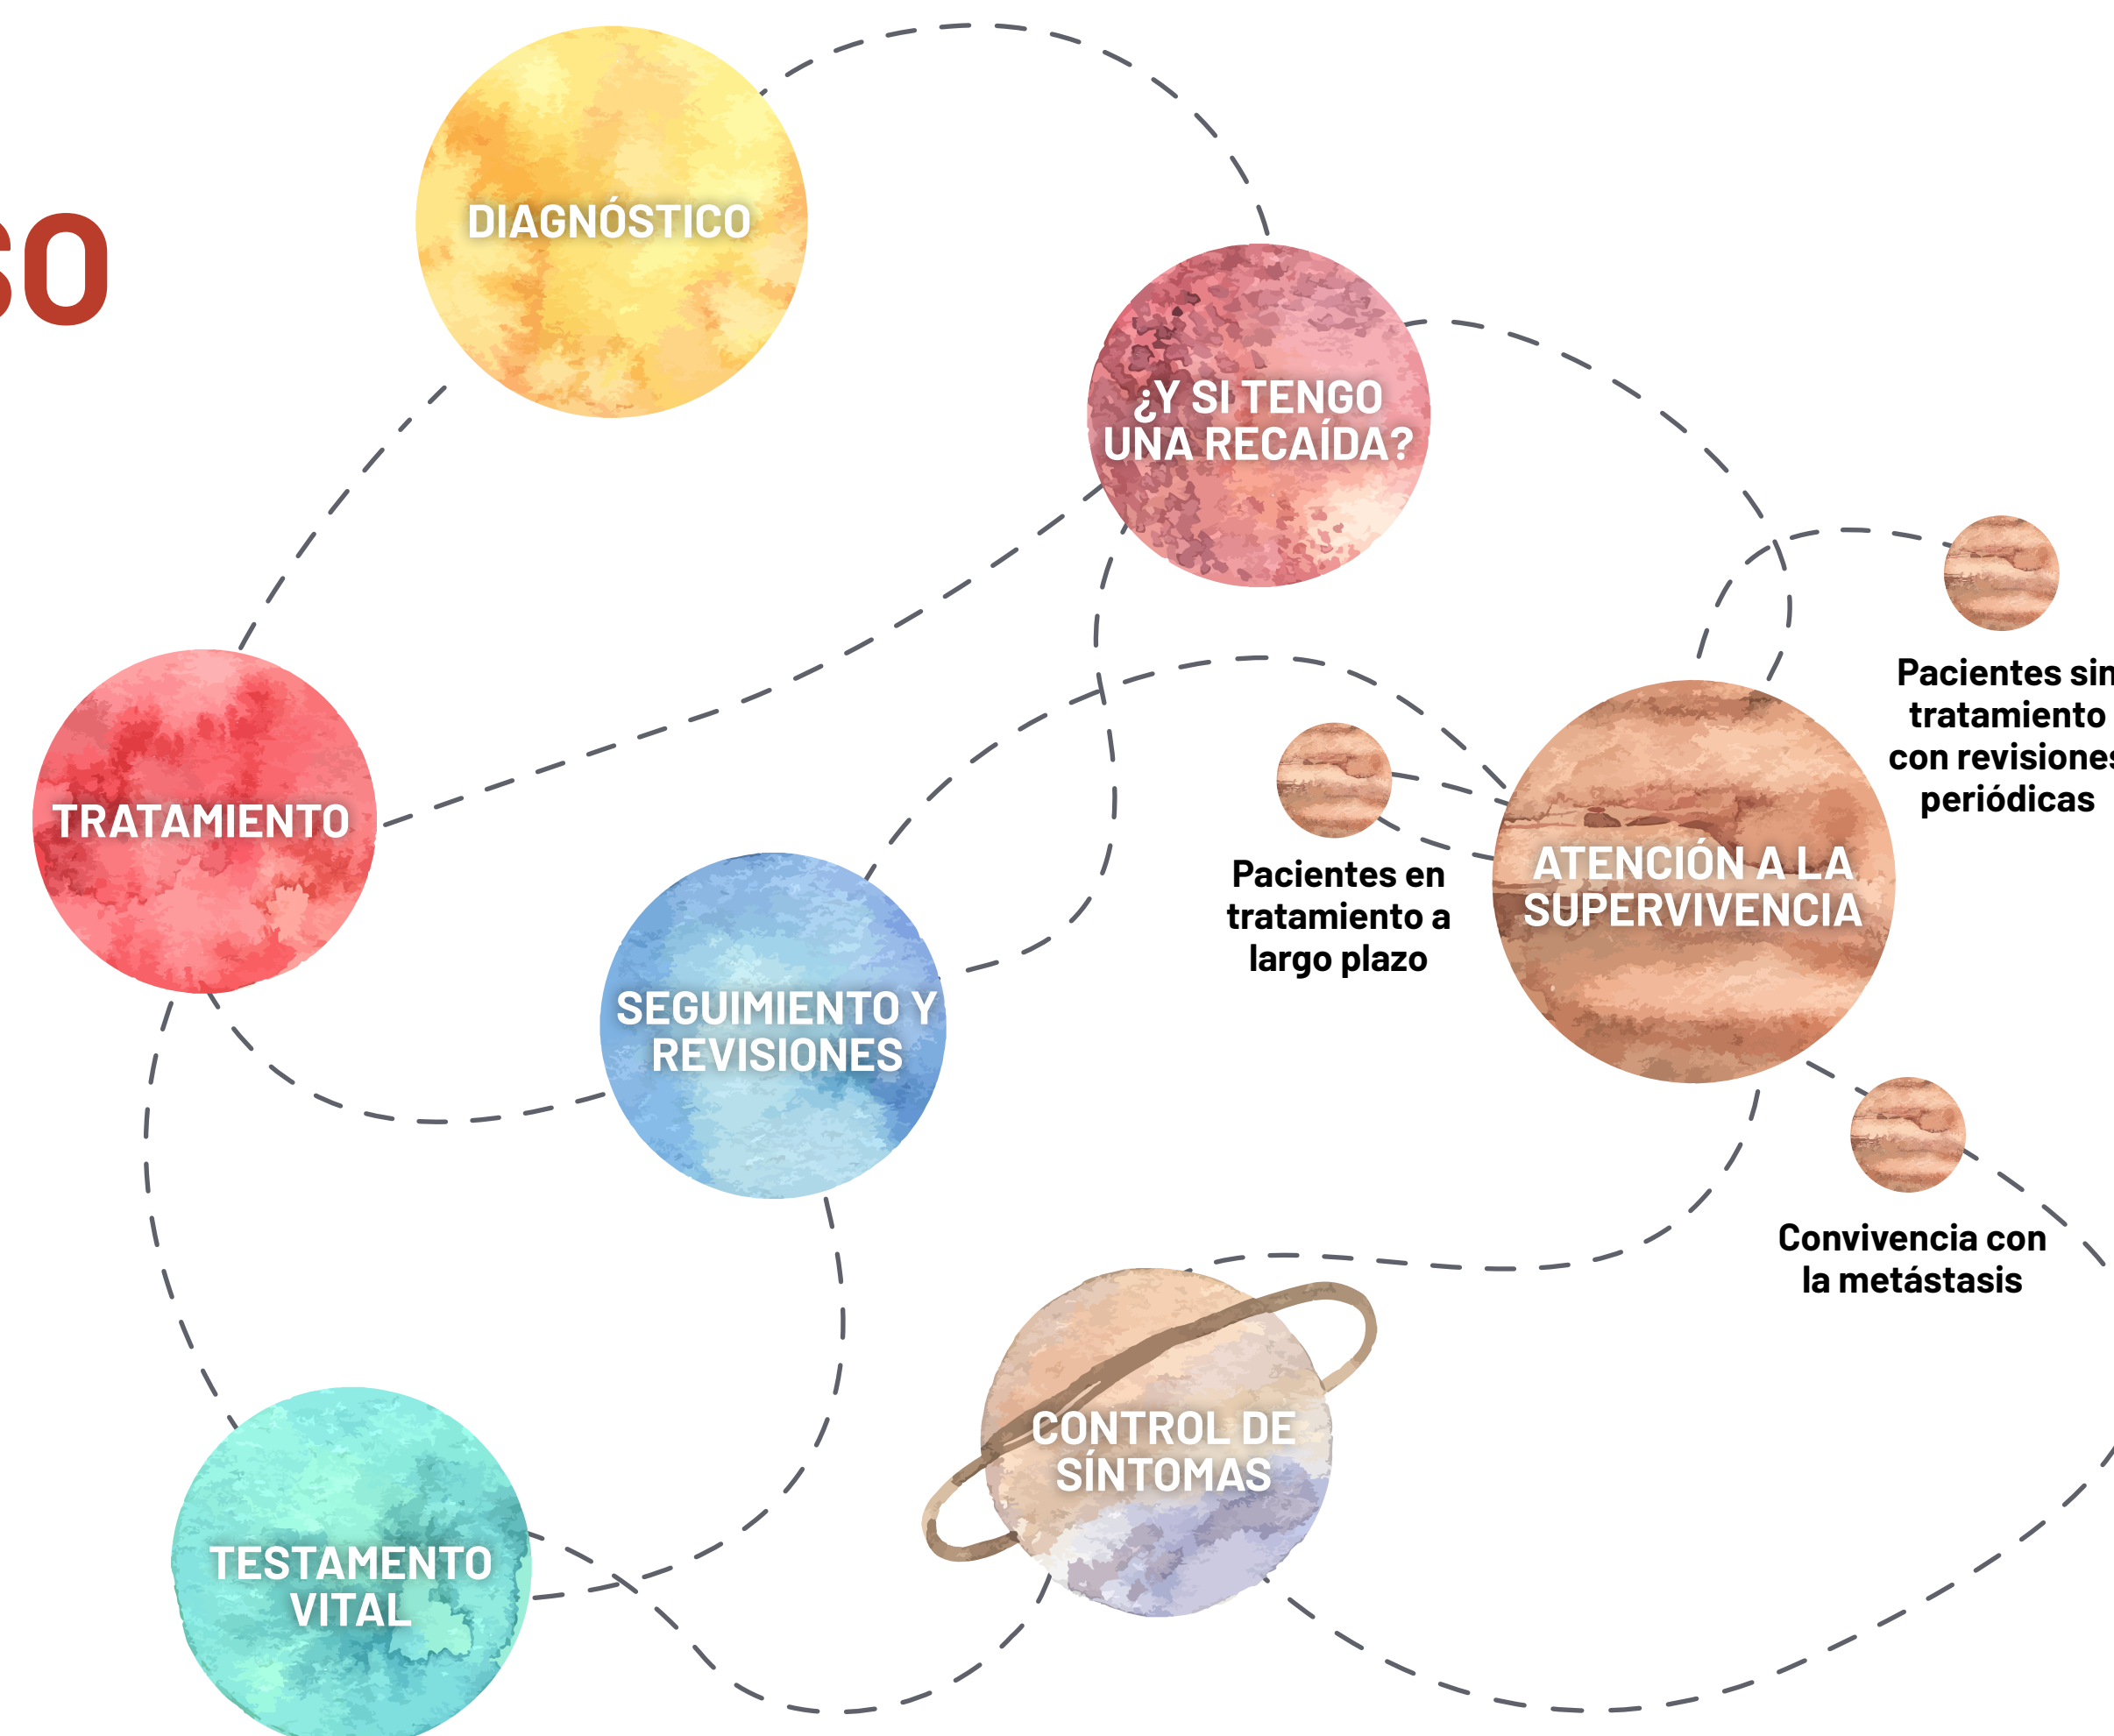 DIAGNÓSTICO
SO
¿Y SI TENGO
UNA RECAÍDA?
Pacientes sin
tratamiento
con revisiones
periódicas
TRATAMIENTO
ATENCIÓN A LA
SUPERVIVENCIA
Pacientes en
tratamiento a
largo plazo
SEGUIMIENTO Y
REVISIONES
Convivencia con
la metástasis
CONTROL DE
SÍNTOMAS
TESTAMENTO
VITAL